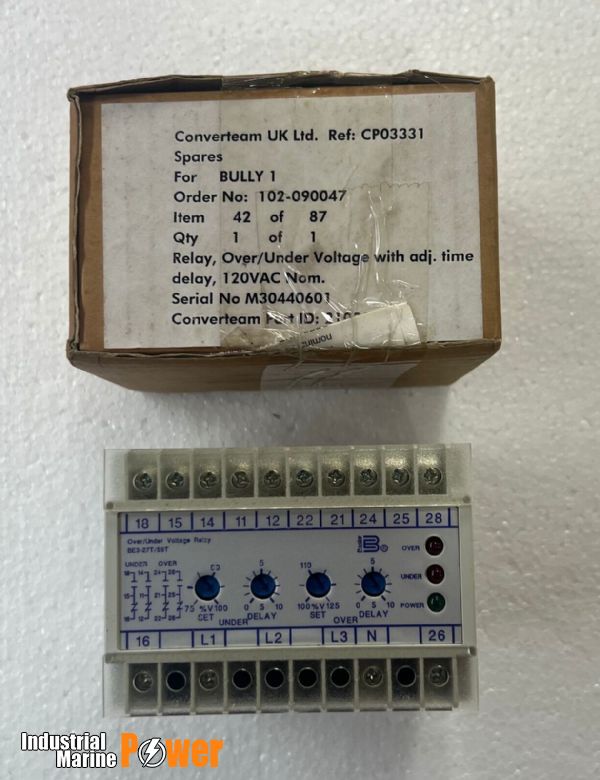 Converteam UK Ltd. Ref: CP03331
Spares
For BULLY 1
Order No: 102-090047
Item 42 of 87
Qty 1 of 1
Relay, Over/Under Voltage with adj. time
delay, 120VAC Nom.
Serial No M30440601
Converteam Part ID:
18 15 14 11 12 22 21 24 25 28
Over/Under Voltage Relay
BE3-27T/59T
UNDER OVER
OVER
UNDER
POWER
5 110 5
75 %V 100 0 5 10 100 %V 125 0 5 10
SET DELAY SET DELAY
UNDER OVER
16 L1 L2 L3 N 26
Industrial
Marine Power